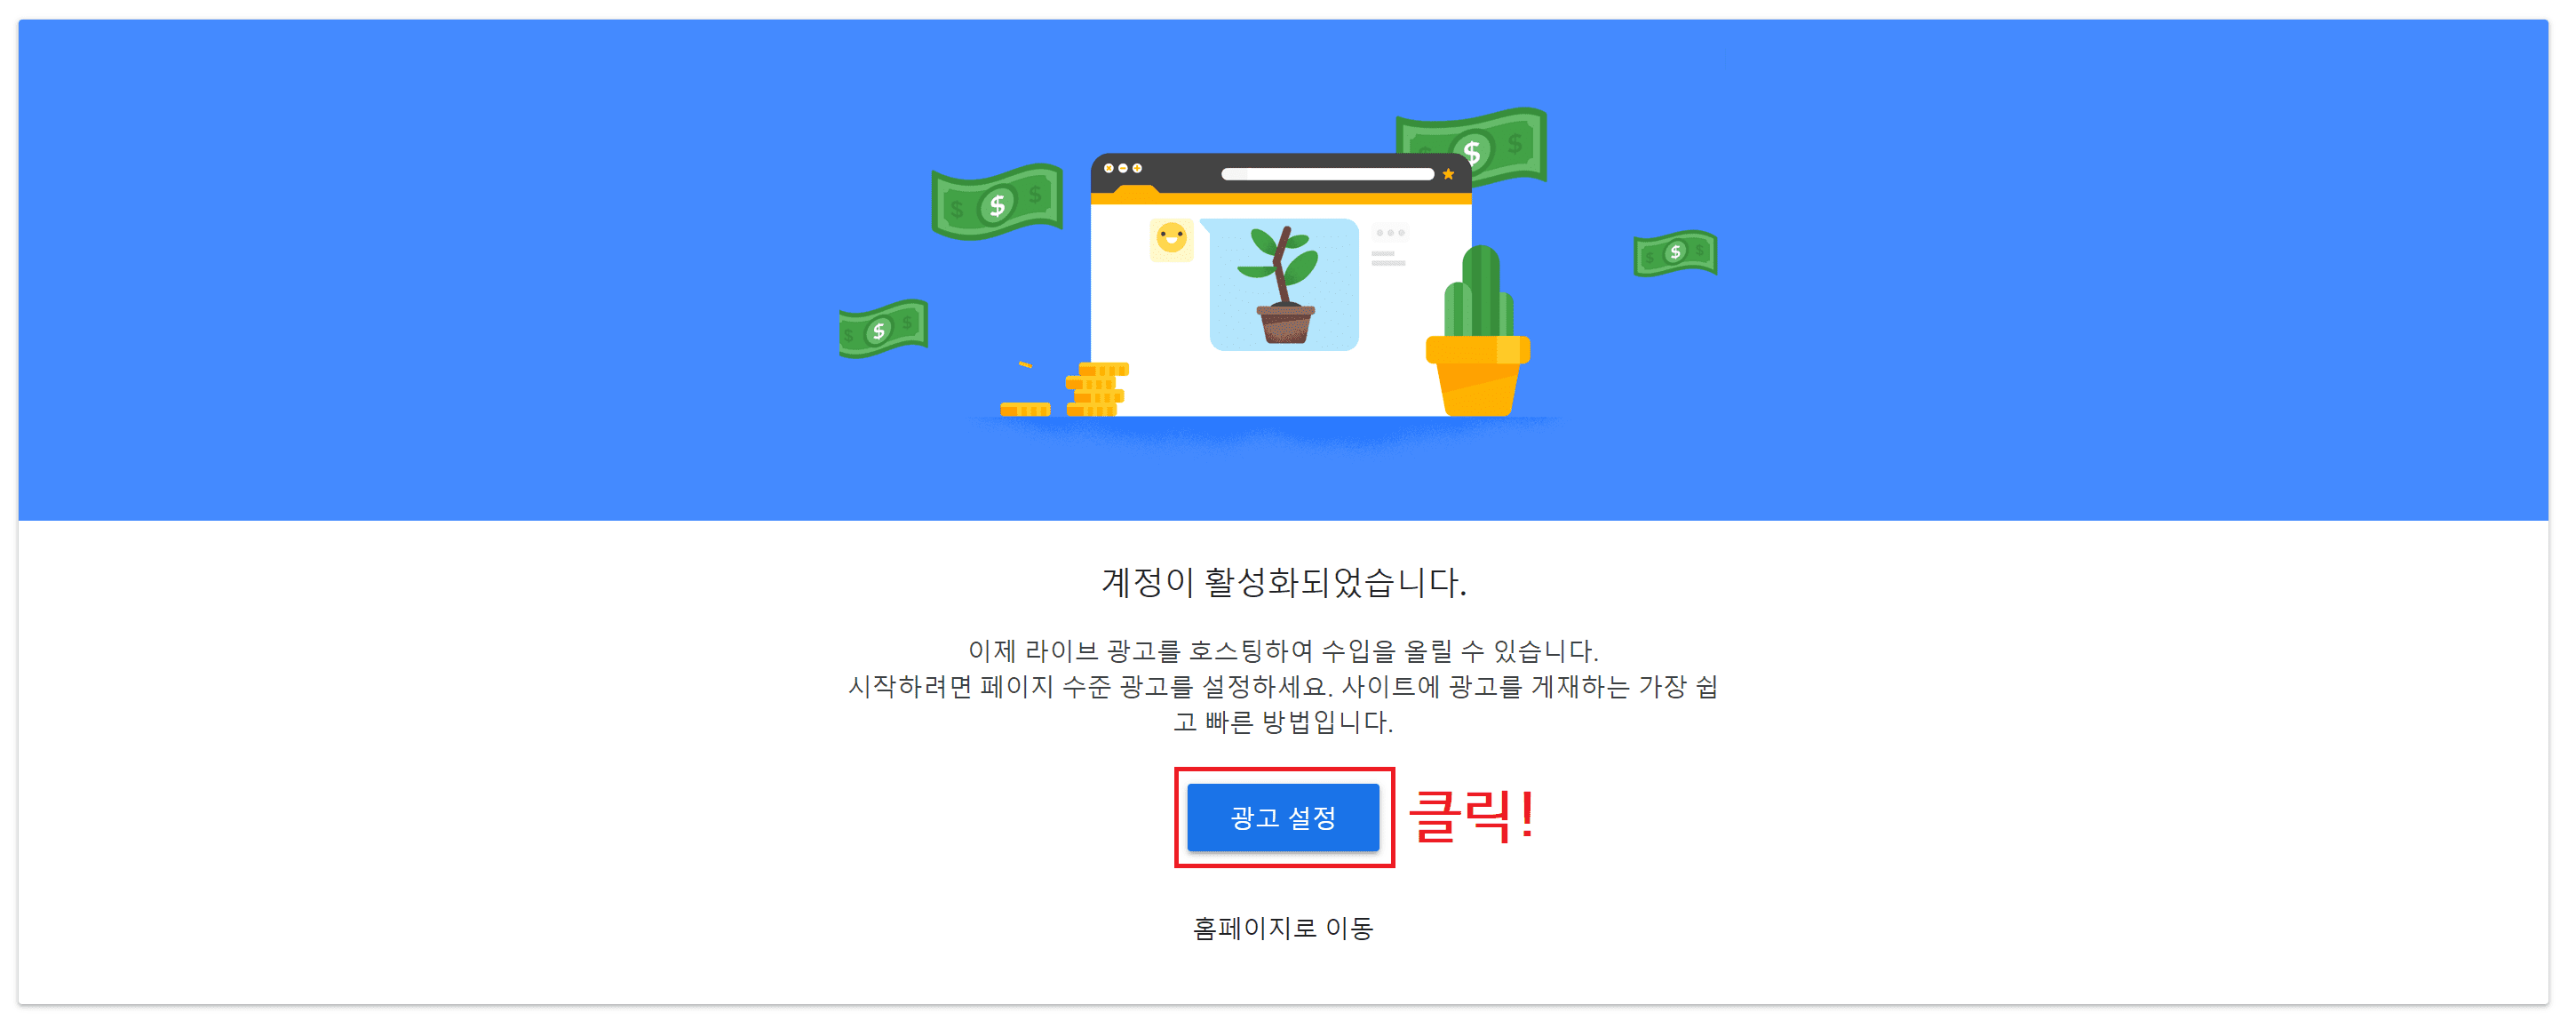 계정이 활성화되었습니다.
이제 라이브 광고를 호스팅하여 수입을 올릴 수 있습니다.
시작하려면 페이지 수준 광고를 설정하세요. 사이트에 광고를 게재하는 가장 쉽
고 빠른 방법입니다.
광고 설정
클릭!
홈페이지로 이동